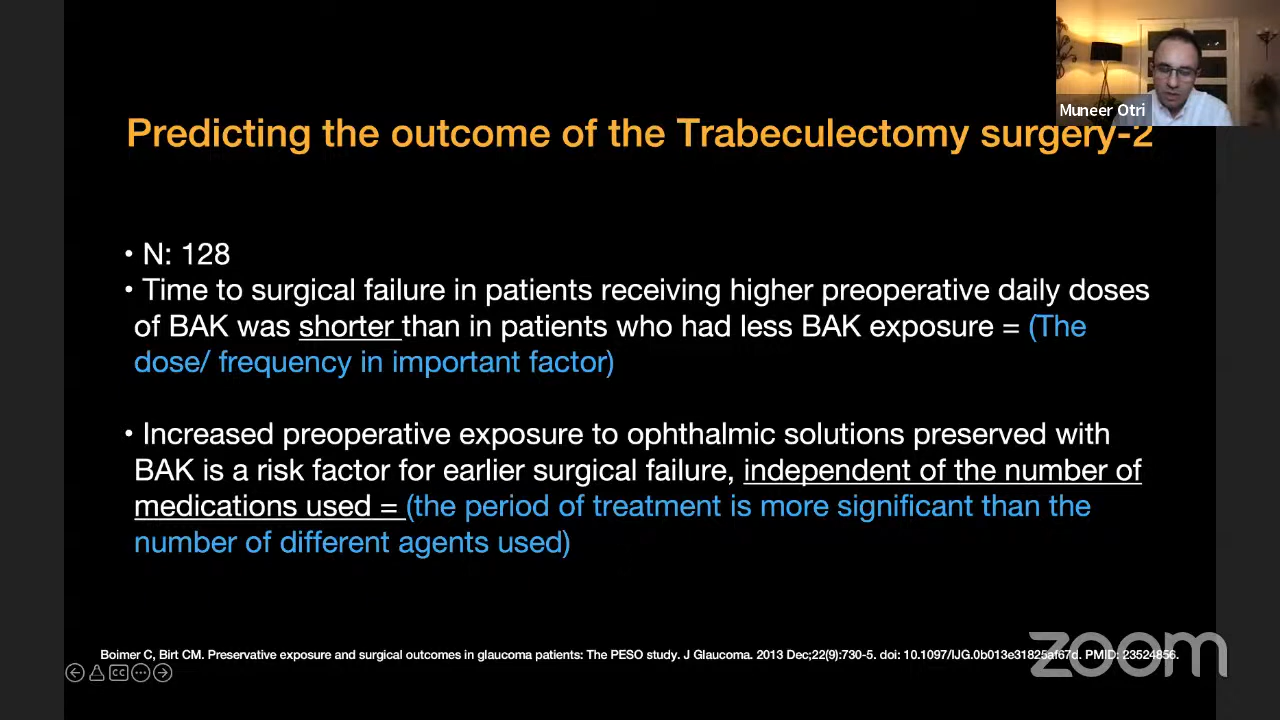 Muneer Otri
Predicting the outcome of the Trabeculectomy surgery-2
• N: 128
• Time to surgical failure in patients receiving higher preoperative daily doses
of BAK was shorter than in patients who had less BAK exposure = (The
dose/ frequency in important factor)
• Increased preoperative exposure to ophthalmic solutions preserved with
BAK is a risk factor for earlier surgical failure, independent of the number of
medications used = (the period of treatment is more significant than the
number of different agents used)
Boimer C, Birt CM. Preservative exposure and surgical outcomes in glaucoma patients: The PESO study. J Glaucoma. 2013 Dec;22(9):730-5. doi: 10.1097/IJG.0b013e31825af67d. PMID: 23524856.
CC
zoom